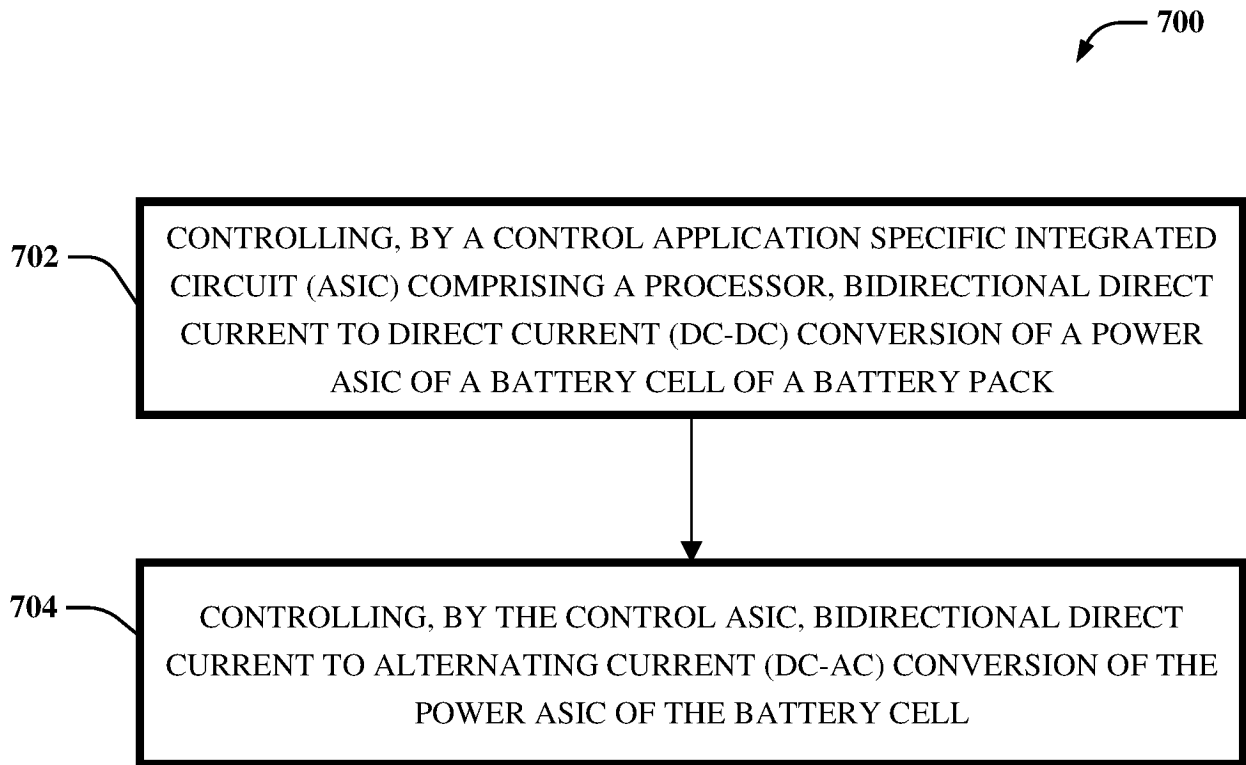 700
702
CONTROLLING, BY A CONTROL APPLICATION SPECIFIC INTEGRATED
CIRCUIT (ASIC) COMPRISING A PROCESSOR, BIDIRECTIONAL DIRECT
CURRENT TO DIRECT CURRENT (DC-DC) CONVERSION OF A POWER
ASIC OF A BATTERY CELL OF A BATTERY PACK
704
CONTROLLING, BY THE CONTROL ASIC, BIDIRECTIONAL DIRECT
CURRENT TO ALTERNATING CURRENT (DC-AC) CONVERSION OF THE
POWER ASIC OF THE BATTERY CELL